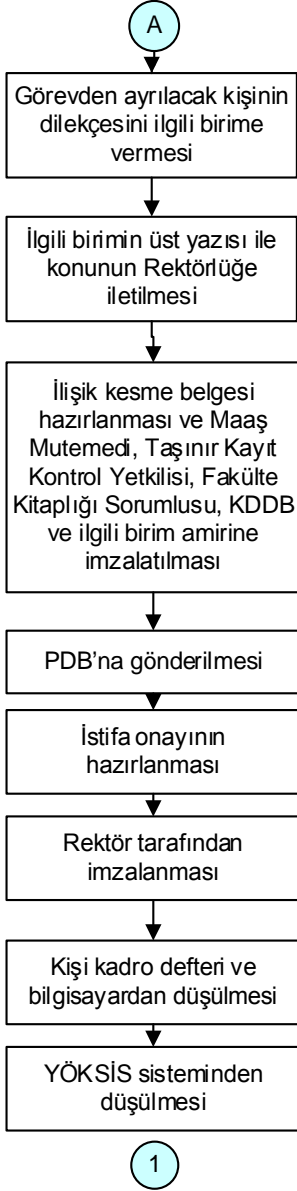 A
Görevden ayrılacak kişinin
dilekçesini ilgili birime
vermesi
İlgili birimin üst yazısı ile
konunun Rektörlüğe
iletilmesi
İlişik kesme belgesi
hazırlanması ve Maaş
Mutemedi, Taşınır Kayıt
Kontrol Yetkilisi, Fakülte
Kitaplığı Sorumlusu, KDDB
ve ilgili birim amirine
imzalatılması
PDB’na gönderilmesi
İstifa onayının
hazırlanması
Rektör tarafından
imzalanması
Kişi kadro defteri ve
bilgisayardan düşülmesi
YÖKSİS sisteminden
düşülmesi
1